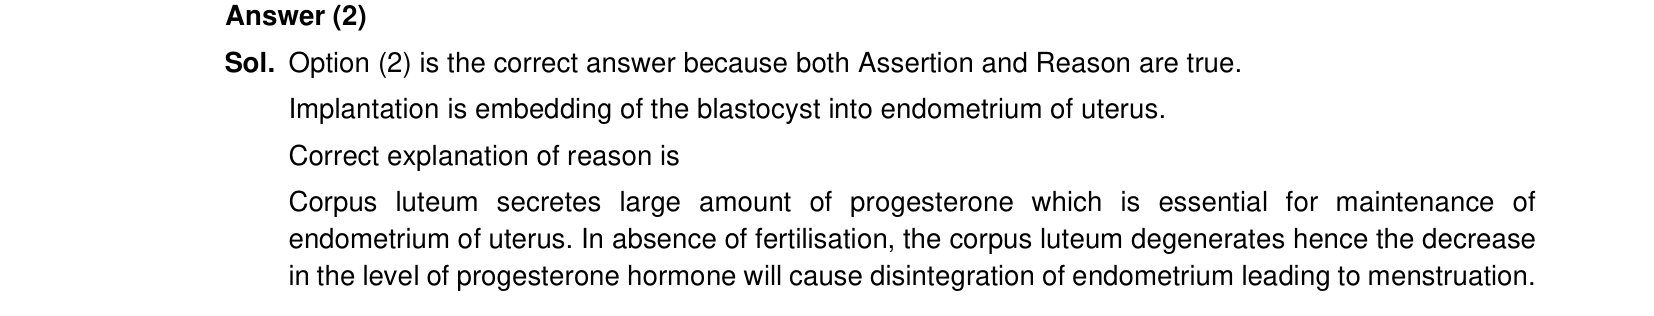 Answer (2)
Sol. Option (2) is the correct answer because both Assertion and Reason are true.
Implantation is embedding of the blastocyst into endometrium of uterus.
Correct explanation of reason is
Corpus luteum secretes large amount of progesterone which is essential for maintenance of
endometrium of uterus. In absence of fertilisation, the corpus luteum degenerates hence the decrease
in the level of progesterone hormone will cause disintegration of endometrium leading to menstruation.